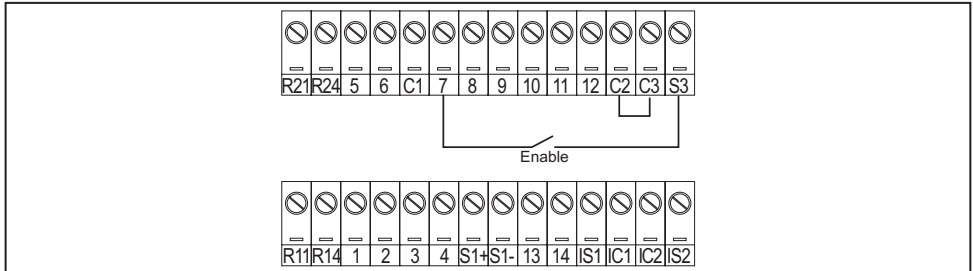 R21 R24 5 6 C1 7 8 9 10 11 12 C2 C3 S3
Enable
R11 R14 1 2 3 4 S1+ S1- 13 14 IS1 IC1 IC2 IS2